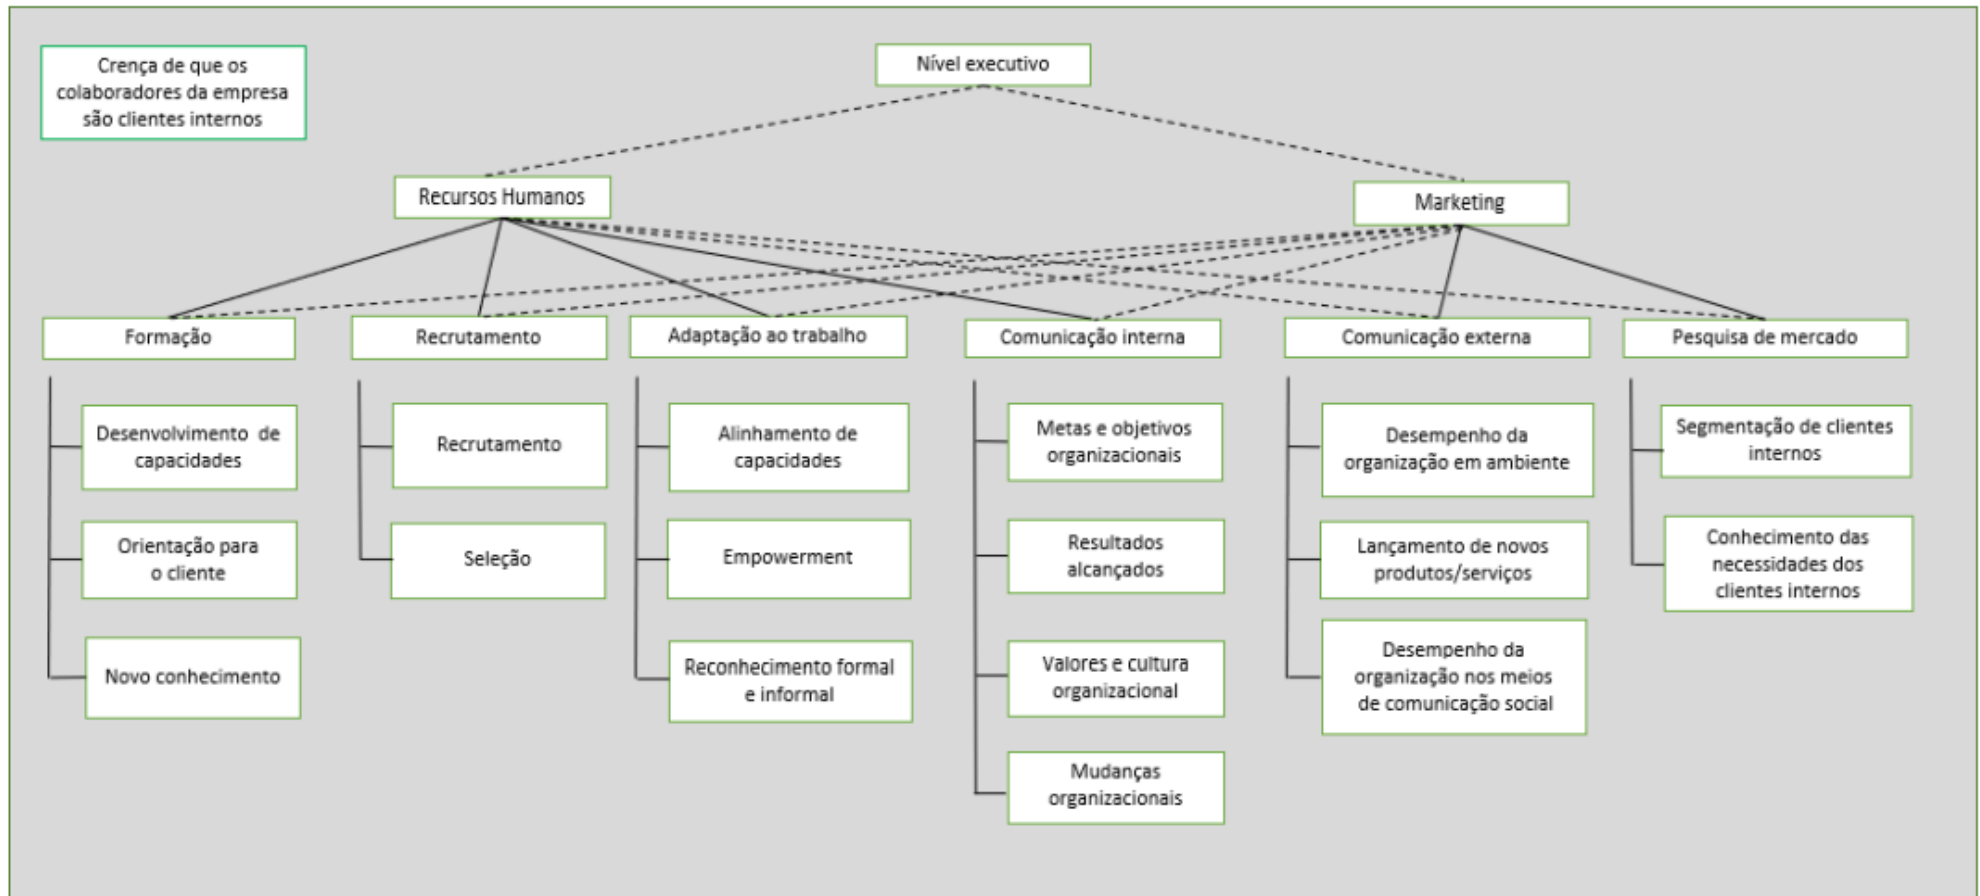 Crença de que os
colaboradores da empresa
são clientes internos
Nível executivo
Recursos Humanos
Marketing
Formação
Recrutamento
Adaptação ao trabalho
Comunicação interna
Comunicação externa
Pesquisa de mercado
Desenvolvimento de
capacidades
Orientação para
o cliente
Novo conhecimento
Recrutamento
Seleção
Alinhamento de
capacidades
Empowerment
Reconhecimento formal
e informal
Metas e objetivos
organizacionais
Resultados
alcançados
Valores e cultura
organizacional
Mudanças
organizacionais
Desempenho da
organização em ambiente
Lançamento de novos
produtos/serviços
Desempenho da
organização nos meios
de comunicação social
Segmentação de clientes
internos
Conhecimento das
necessidades dos
clientes internos